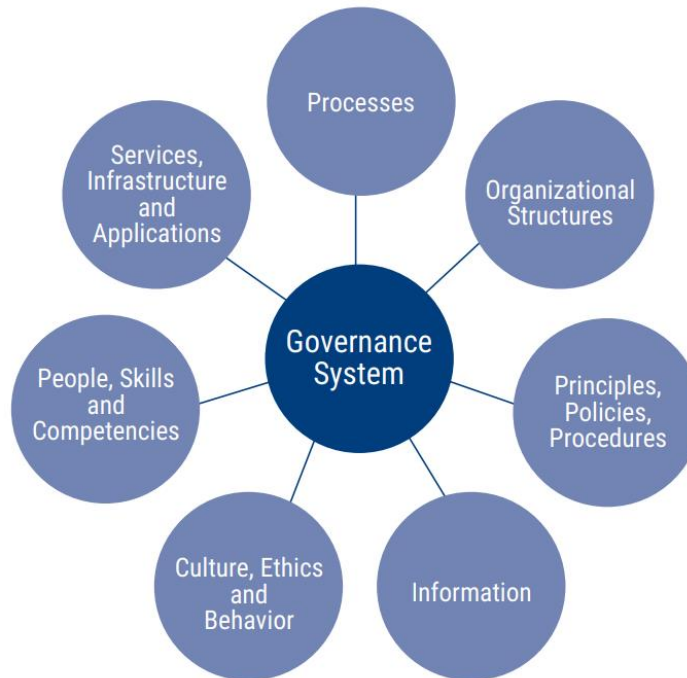 Processes
Organizational
Structures
Principles,
Policies,
Procedures
Information
Culture, Ethics
and
Behavior
People, Skills
and
Competencies
Services,
Infrastructure
and
Applications
Governance
System